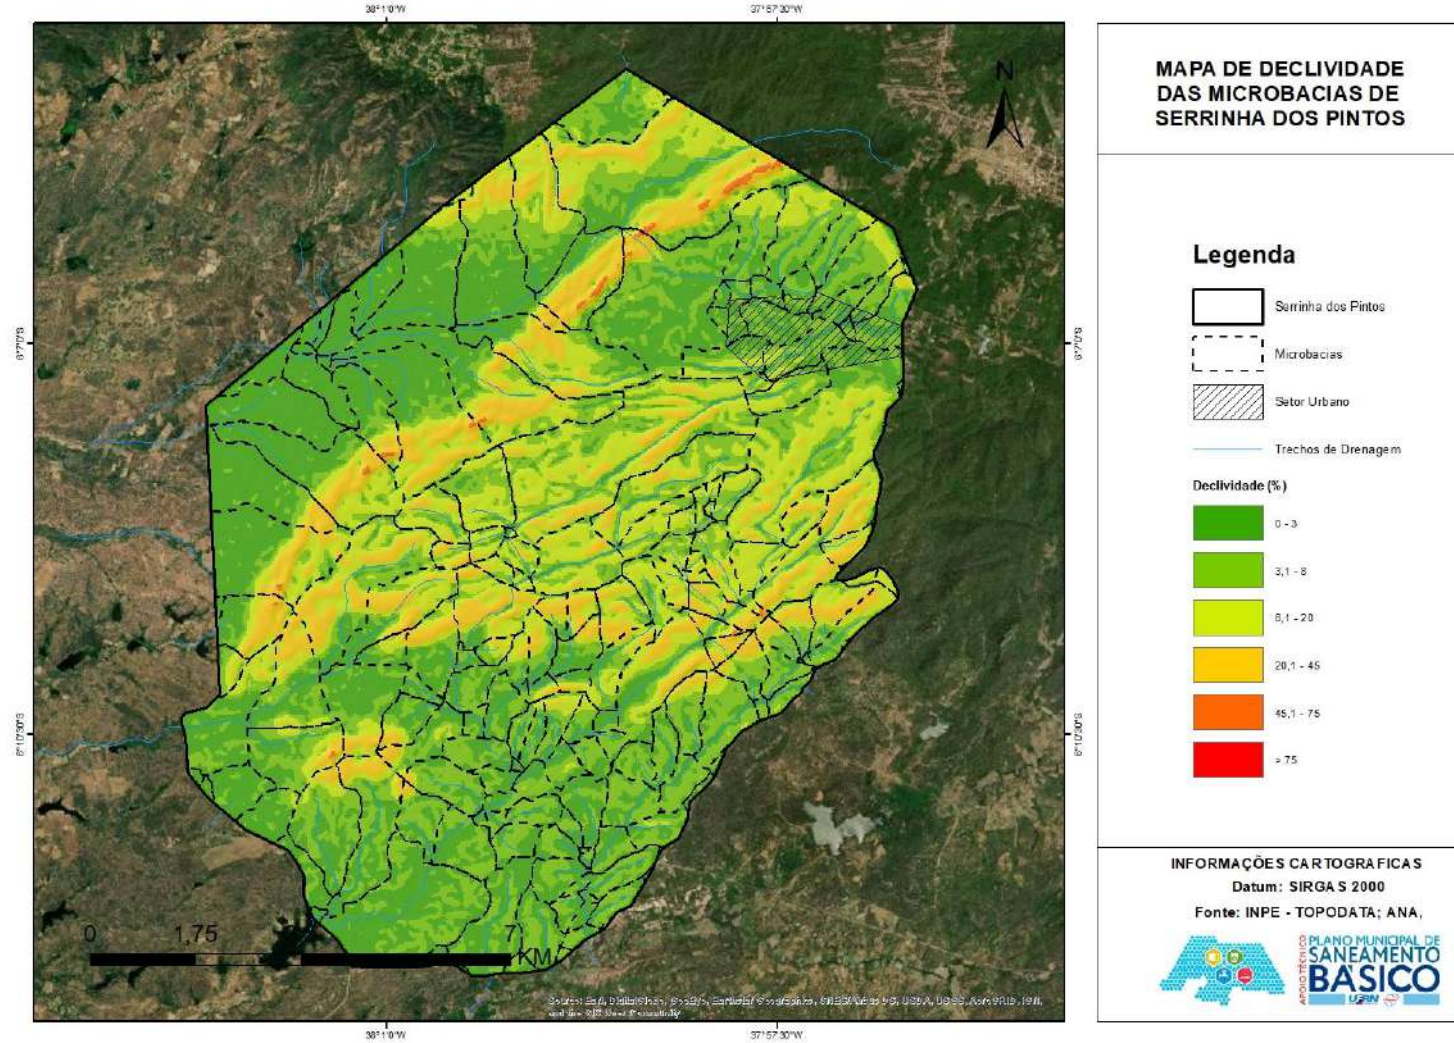 38°1'0"W
37°57'30"W
N
6°7'0"S
6°7'0"S
6°10'30"S
6°10'30"S
0
1,75
7
KM
38°1'0"W
37°57'30"W
MAPA DE DECLIVIDADE
DAS MICROBACIAS DE
SERRINHA DOS PINTOS
Legenda
Serrinha dos Pintos
Microbacias
Setor Urbano
Trechos de Drenagem
Declividade (%)
0 - 3
3,1 - 8
8,1 - 20
20,1 - 45
45,1 - 75
> 75
INFORMAÇÕES CARTOGRAFICAS
Datum: SIRGAS 2000
Fonte: INPE - TOPODATA; ANA,
APOIO TÉCNICO
PLANO MUNICIPAL DE
SANEAMENTO
BÁSICO
UFRN